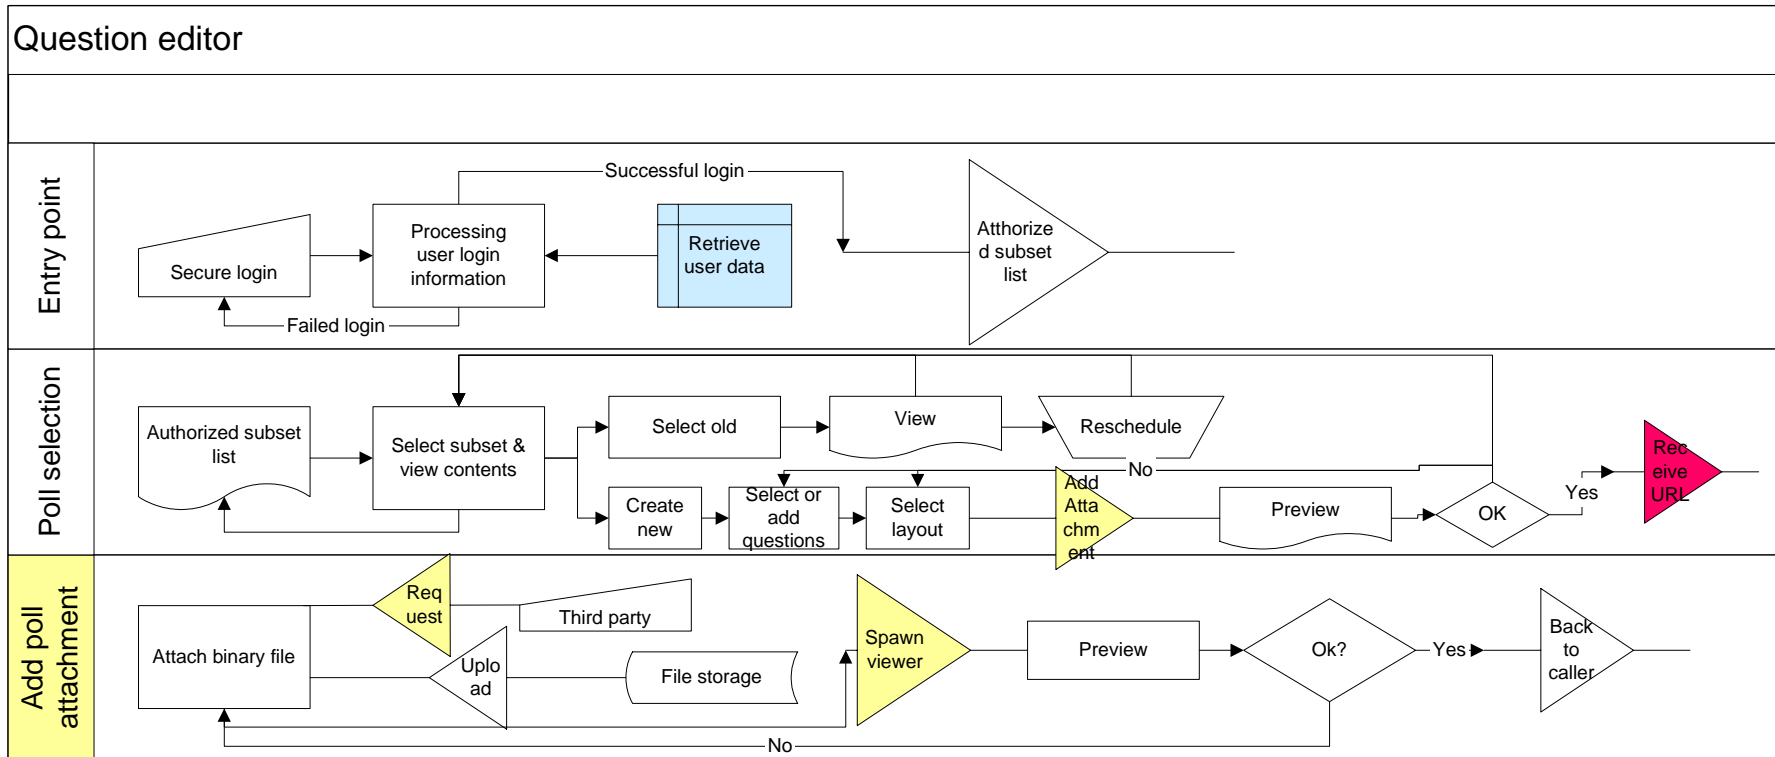 Question editor
Entry point
Successful login
Secure login
Processing
user login
information
Retrieve
user data
Atthorize
d subset
list
Failed login
Poll selection
Authorized subset
list
Select subset &
view contents
Select old
View
Reschedule
No
Create
new
Select or
add
questions
Select
layout
Add
Atta
chm
ent
Preview
OK
Yes
Rec
eive
URL
Add poll
attachment
Attach binary file
Req
uest
Third party
Uplo
ad
File storage
Spawn
viewer
Preview
Ok?
Yes
Back
to
caller
No